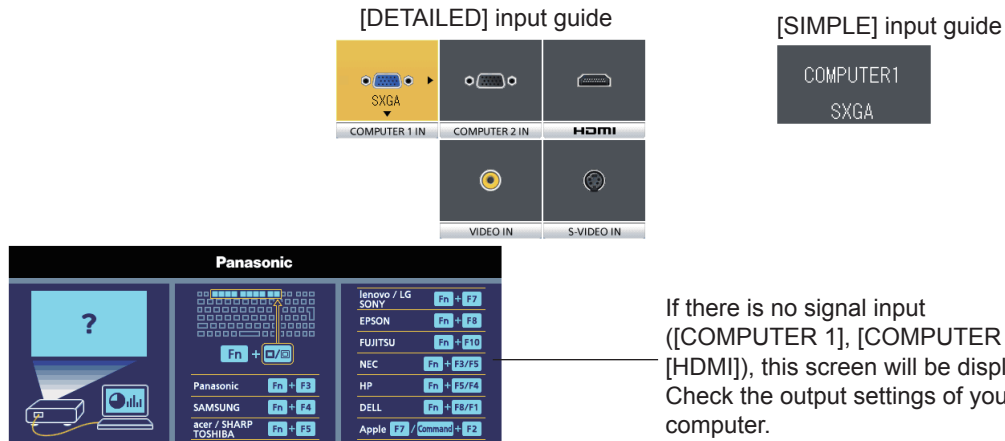 [DETAILED] input guide
[SIMPLE] input guide
SXGA
COMPUTER 1 IN
COMPUTER 2 IN
HDMI
VIDEO IN
S-VIDEO IN
COMPUTER1
SXGA
Panasonic
?
Fn +
Panasonic Fn + F3
SAMSUNG Fn + F4
acer / SHARP
TOSHIBA Fn + F5
lenovo / LG
SONY Fn + F7
EPSON Fn + F8
FUJITSU Fn + F10
NEC Fn + F3/F5
HP Fn + F5/F4
DELL Fn + F8/F1
Apple F7 / Command + F2
If there is no signal input
([COMPUTER 1], [COMPUTER
[HDMI]), this screen will be displ
Check the output settings of you
computer.